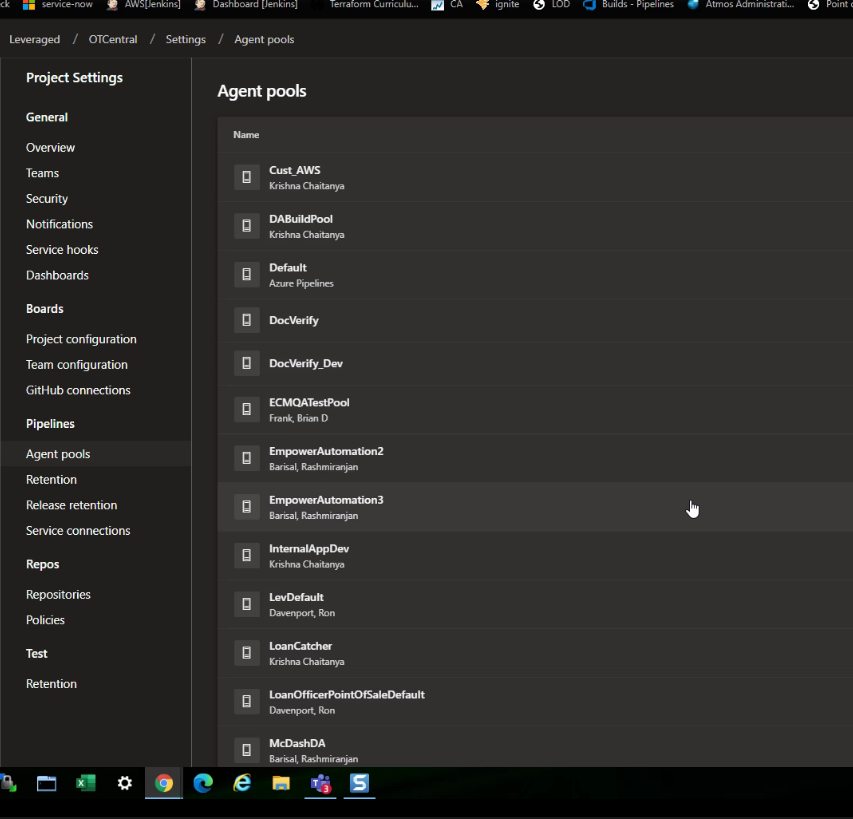 ck service-now AWS[Jenkins] Dashboard [Jenkins] Terraform Curriculu... CA ignite LOD Builds - Pipelines Atmos Administrati... Point
Leveraged / OTCentral / Settings / Agent pools
Project Settings
General
Overview
Teams
Security
Notifications
Service hooks
Dashboards
Boards
Project configuration
Team configuration
GitHub connections
Pipelines
Agent pools
Retention
Release retention
Service connections
Repos
Repositories
Policies
Test
Retention
Agent pools
Name
Cust_AWS
Krishna Chaitanya
DABuildPool
Krishna Chaitanya
Default
Azure Pipelines
DocVerify
DocVerify_Dev
ECMQATestPool
Frank, Brian D
EmpowerAutomation2
Barisal, Rashmiranjan
EmpowerAutomation3
Barisal, Rashmiranjan
InternalAppDev
Krishna Chaitanya
LevDefault
Davenport, Ron
LoanCatcher
Krishna Chaitanya
LoanOfficerPointOfSaleDefault
Davenport, Ron
McDashDA
Barisal, Rashmiranjan
3